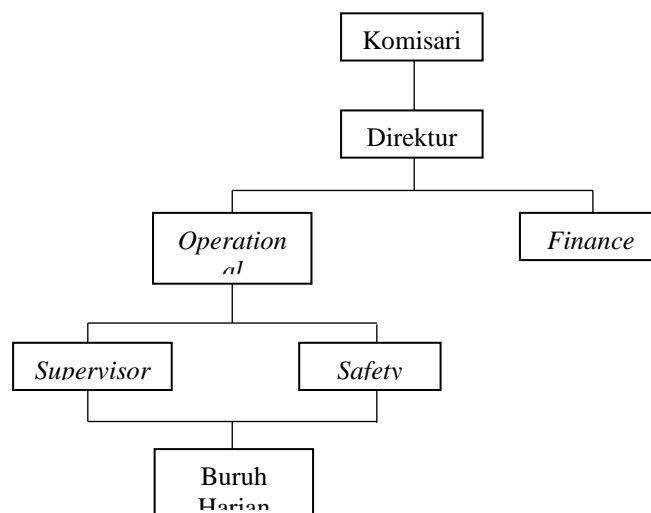 Komisari
Direktur
Operation
al
Finance
Supervisor
Safety
Buruh
Harian